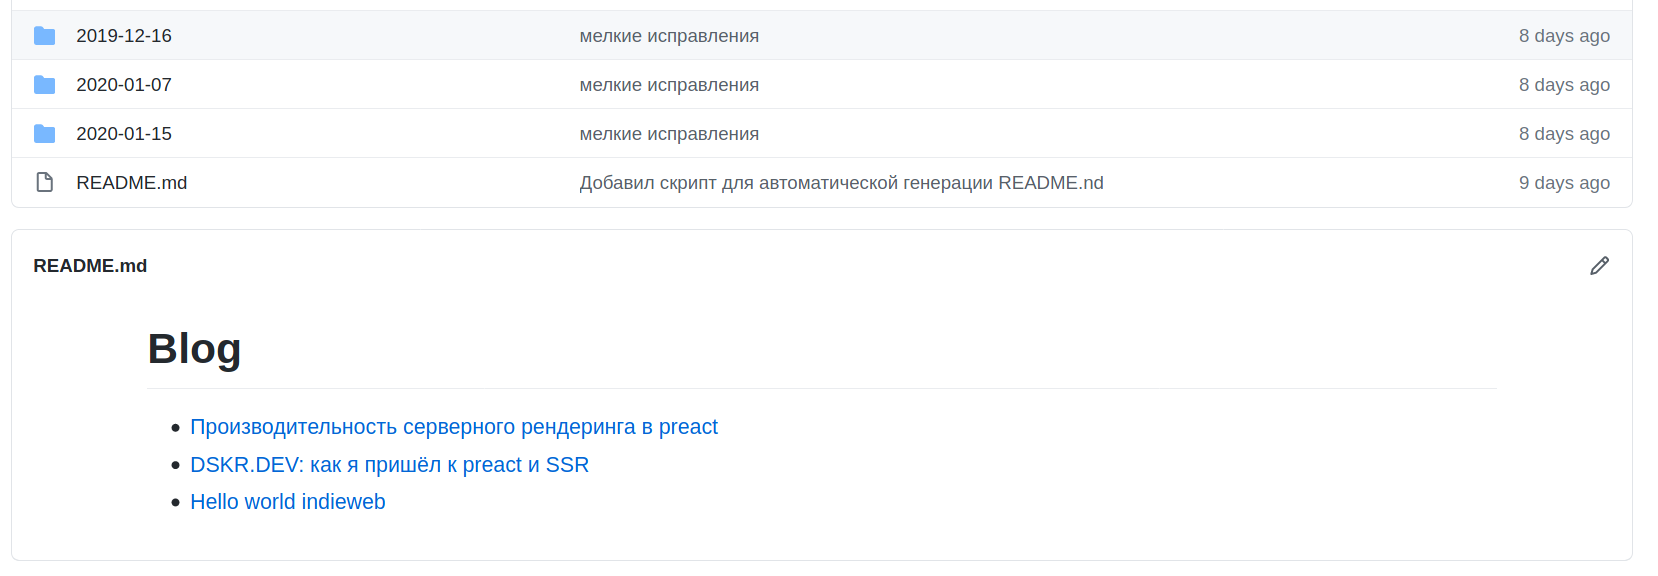 2019-12-16 мелкие исправления 8 days ago
2020-01-07 мелкие исправления 8 days ago
2020-01-15 мелкие исправления 8 days ago
README.md Добавил скрипт для автоматической генерации README.nd 9 days ago
README.md
Blog
Производительность серверного рендеринга в preact
DSKR.DEV: как я пришёл к preact и SSR
Hello world indieweb